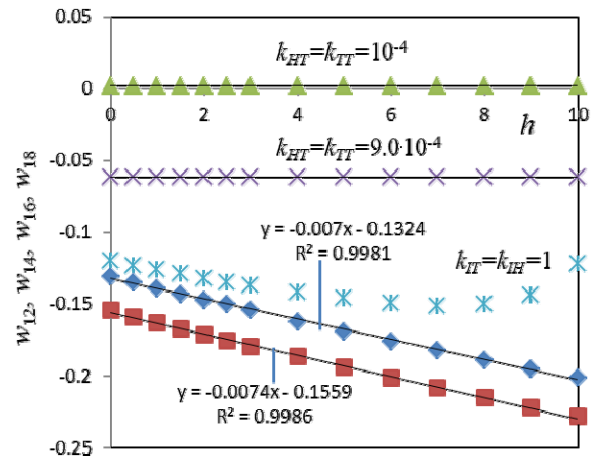 0.05
k_HT=k_TT=10^-4
0
0 2 4 6 8 10
h
k_HT=k_TT=9.0·10^-4
-0.05
w_12, w_14, w_16, w_18
-0.1
y = -0.007x - 0.1324
R² = 0.9981
k_IT=k_IH=1
-0.15
-0.2
y = -0.0074x - 0.1559
R² = 0.9986
-0.25